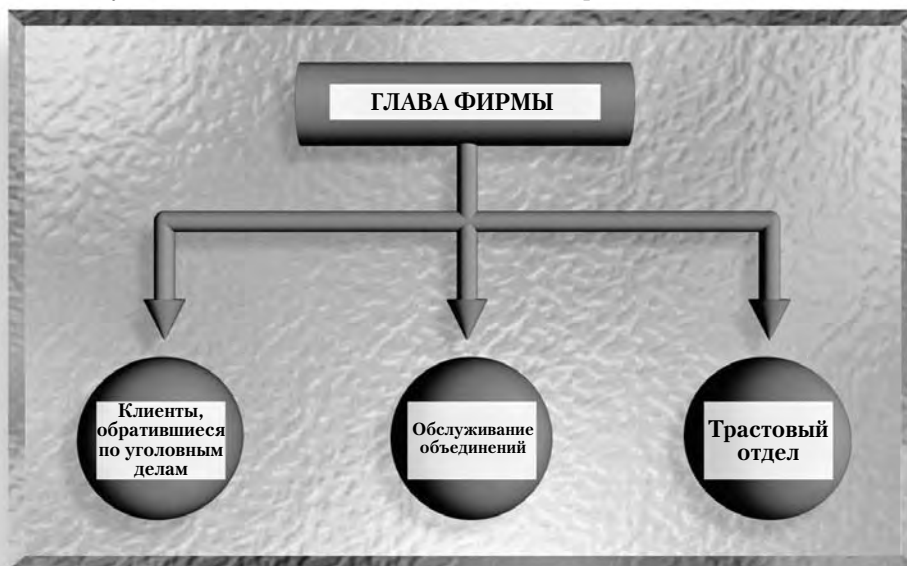 ГЛАВА ФИРМЫ
Клиенты,
обратившиеся
по уголовным
делам
Обслуживание
объединений
Трастовый
отдел